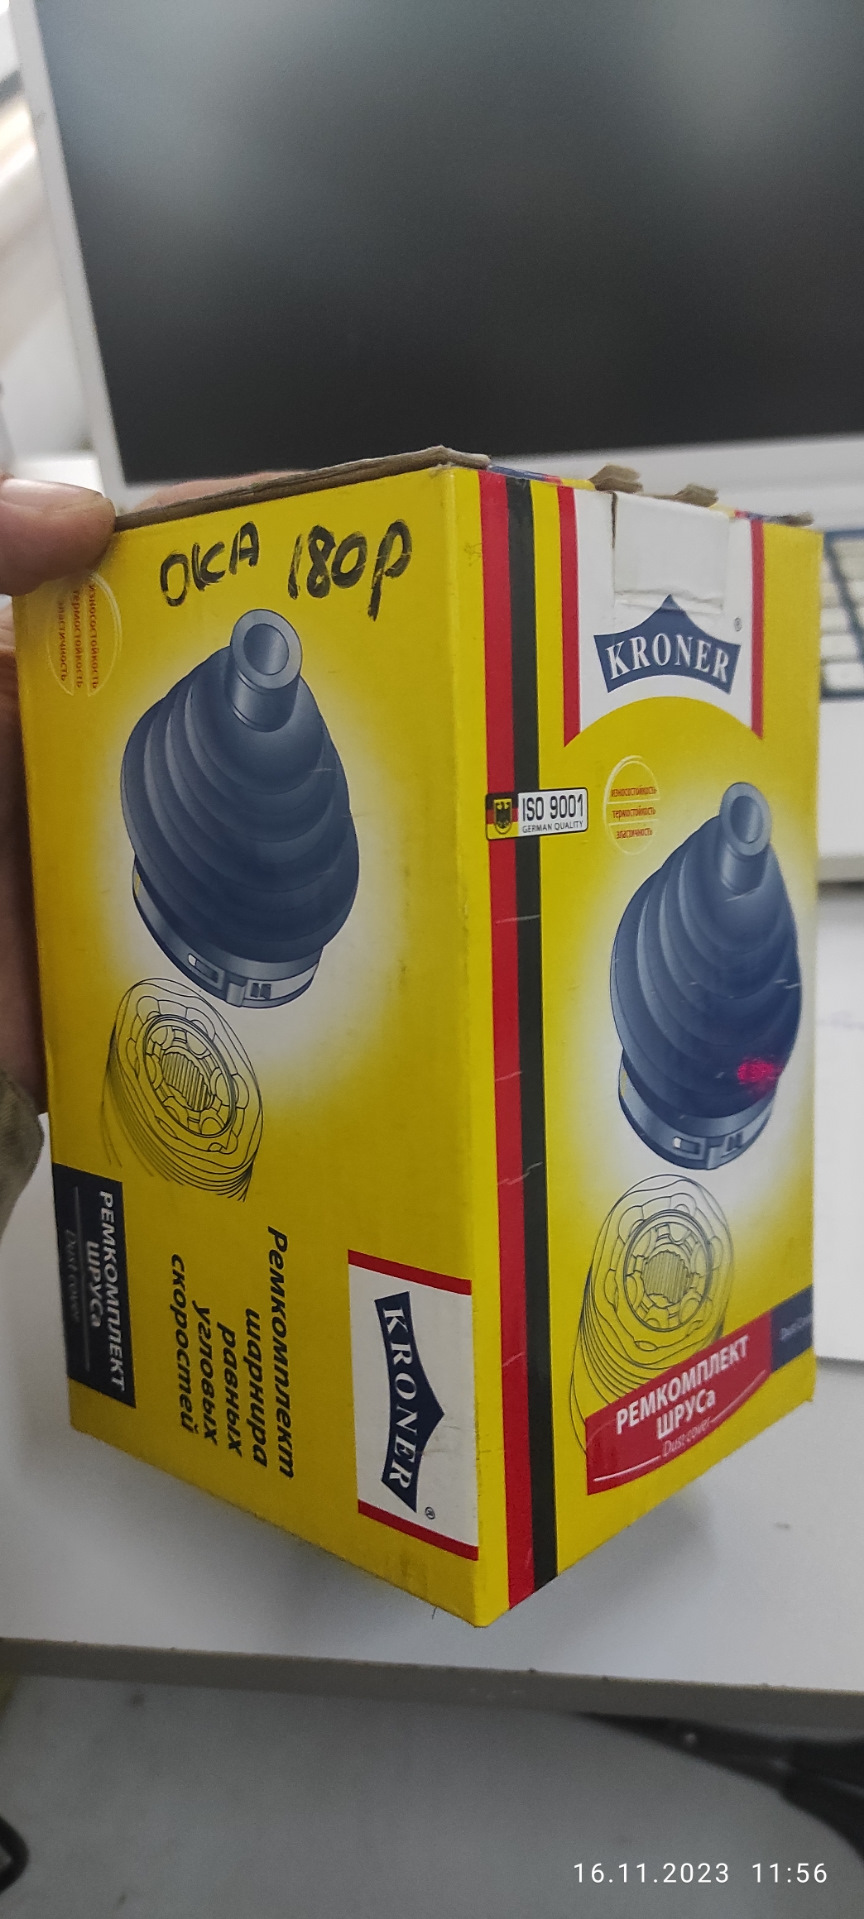 ОКА 180р
износостойкость
термостойкость
эластичность
РЕМКОМПЛЕКТ
ШРУСа
Dust cover
Ремкомплект
шарнира
равных
угловых
скоростей
KRONER
®
KRONER
®
ISO 9001
GERMAN QUALITY
износостойкость
термостойкость
эластичность
РЕМКОМПЛЕКТ
ШРУСа
Dust cover
16.11.2023 11:56